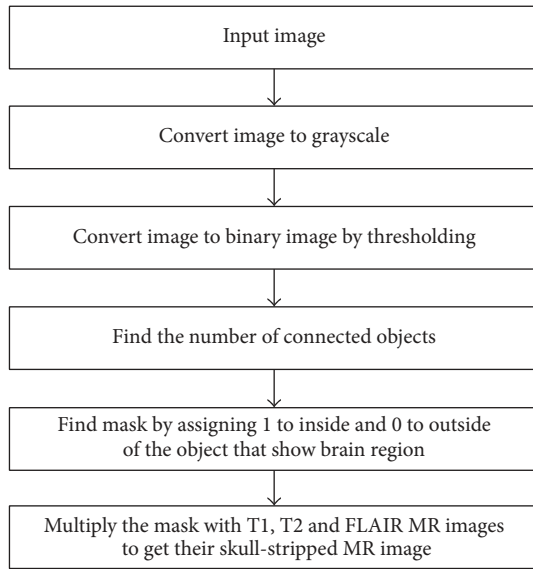 Input image
Convert image to grayscale
Convert image to binary image by thresholding
Find the number of connected objects
Find mask by assigning 1 to inside and 0 to outside
of the object that show brain region
Multiply the mask with T1, T2 and FLAIR MR images
to get their skull-stripped MR image